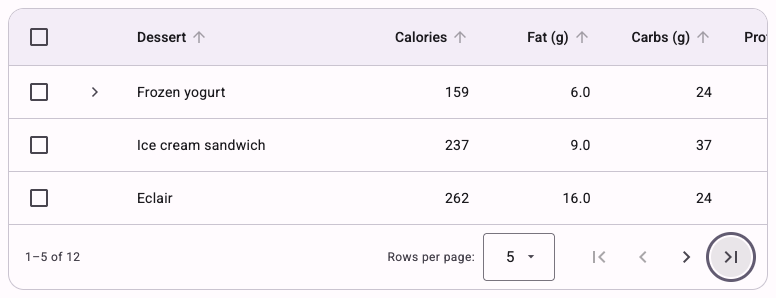 Dessert Calories Fat (g) Carbs (g)
Frozen yogurt 159 6.0 24
Ice cream sandwich 237 9.0 37
Eclair 262 16.0 24
1–5 of 12 Rows per page: 5